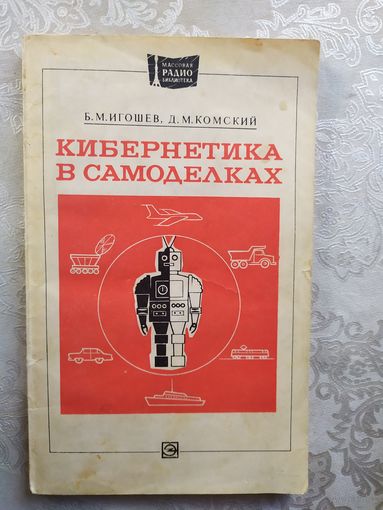 МАССОВАЯ
РАДИО
БИБЛИОТЕКА
Б.М.ИГОШЕВ, Д.М.КОМСКИЙ
КИБЕРНЕТИКА
В САМОДЕЛКАХ